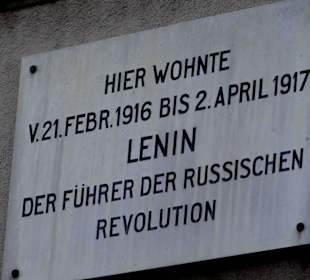 HIER WOHNTE
V. 21. FEBR. 1916 BIS 2. APRIL 1917
LENIN
DER FÜHRER DER RUSSISCHEN
REVOLUTION